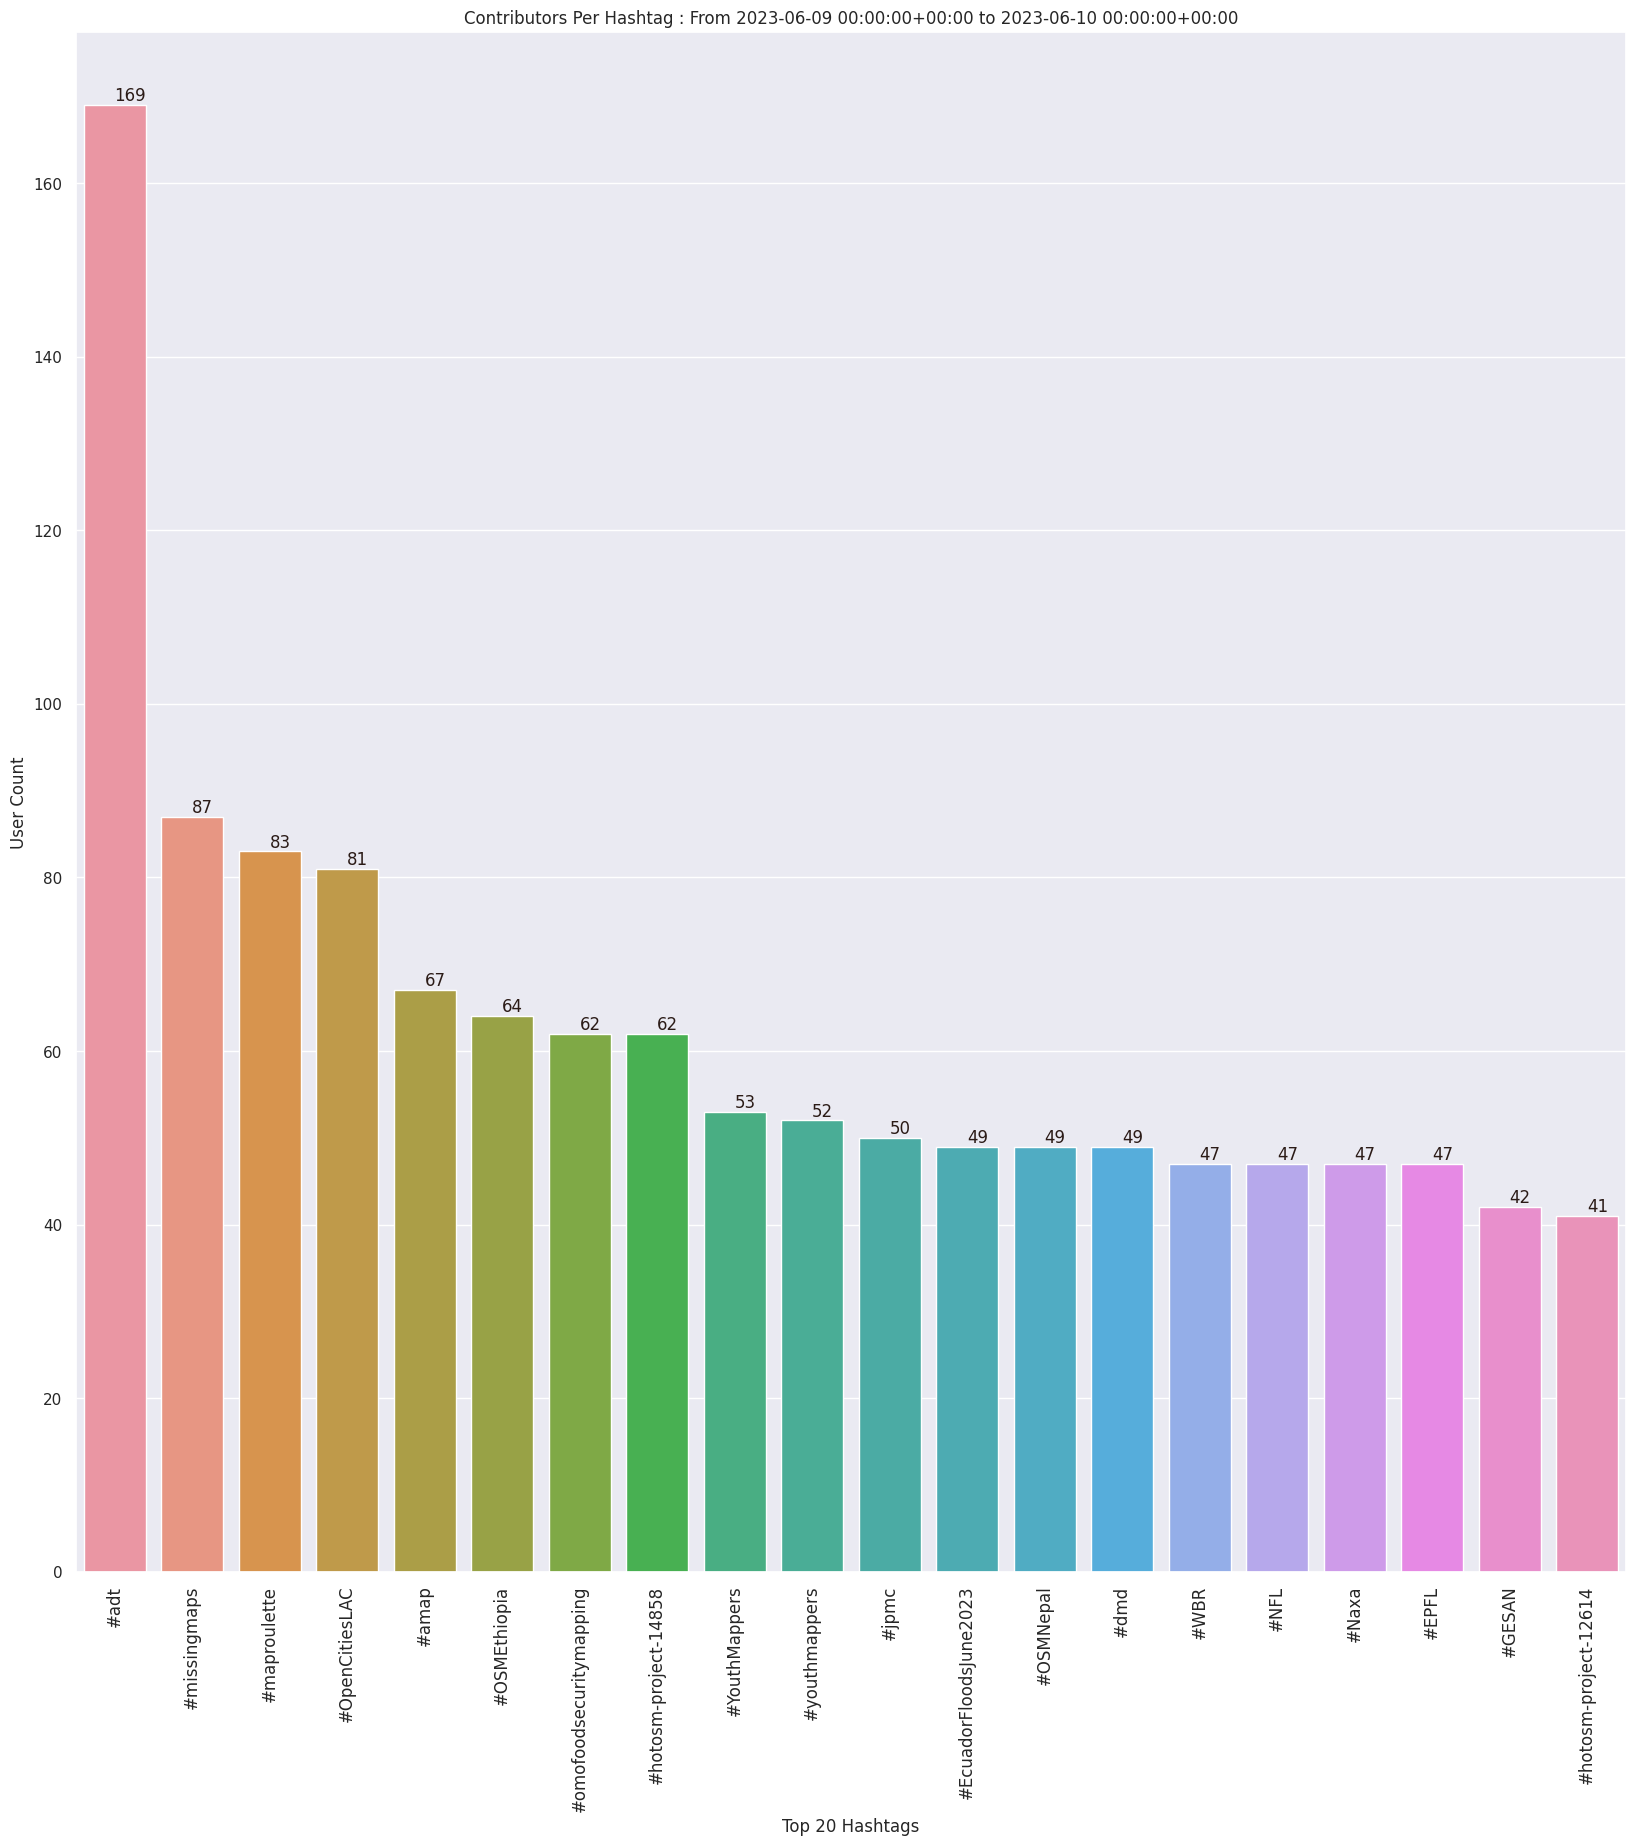 Contributors Per Hashtag : From 2023-06-09 00:00:00+00:00 to 2023-06-10 00:00:00+00:00
User Count
160
140
120
100
80
60
40
20
0
169
87
83
81
67
64
62
62
53
52
50
49
49
49
47
47
47
47
42
41
#adt
#missingmaps
#maproulette
#OpenCitiesLAC
#amap
#OSMEthiopia
#omofoodsecuritymapping
#hotosm-project-14858
#YouthMappers
#youthmappers
#jpmc
#EcuadorFloodsJune2023
#OSMNepal
#dmd
#WBR
#NFL
#Naxa
#EPFL
#GESAN
#hotosm-project-12614
Top 20 Hashtags